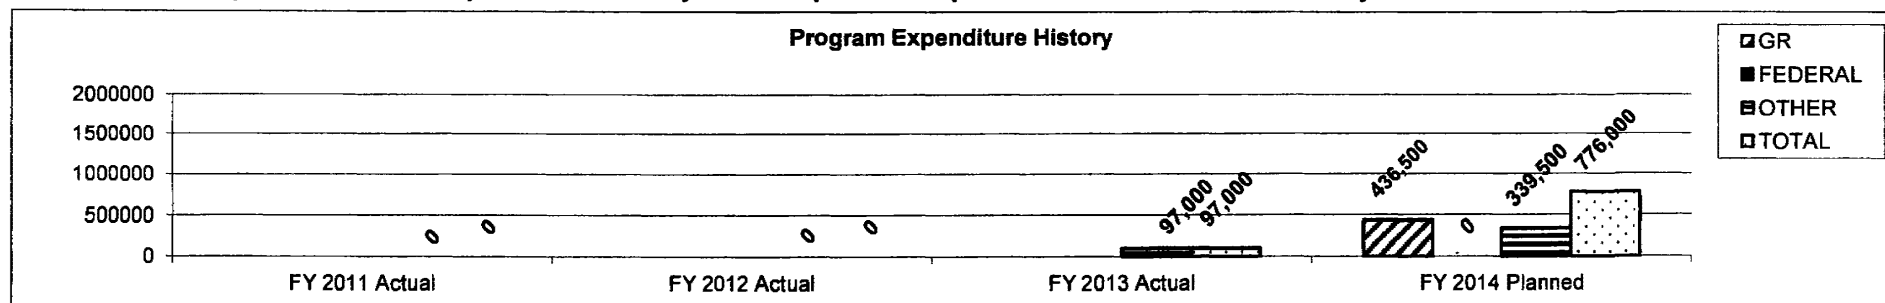 Program Expenditure History
GR
FEDERAL
OTHER
TOTAL
2000000
1500000
1000000
500000
0
0 0
0 0
97,000 97,000
436,500 0 339,500 776,000
FY 2011 Actual FY 2012 Actual FY 2013 Actual FY 2014 Planned